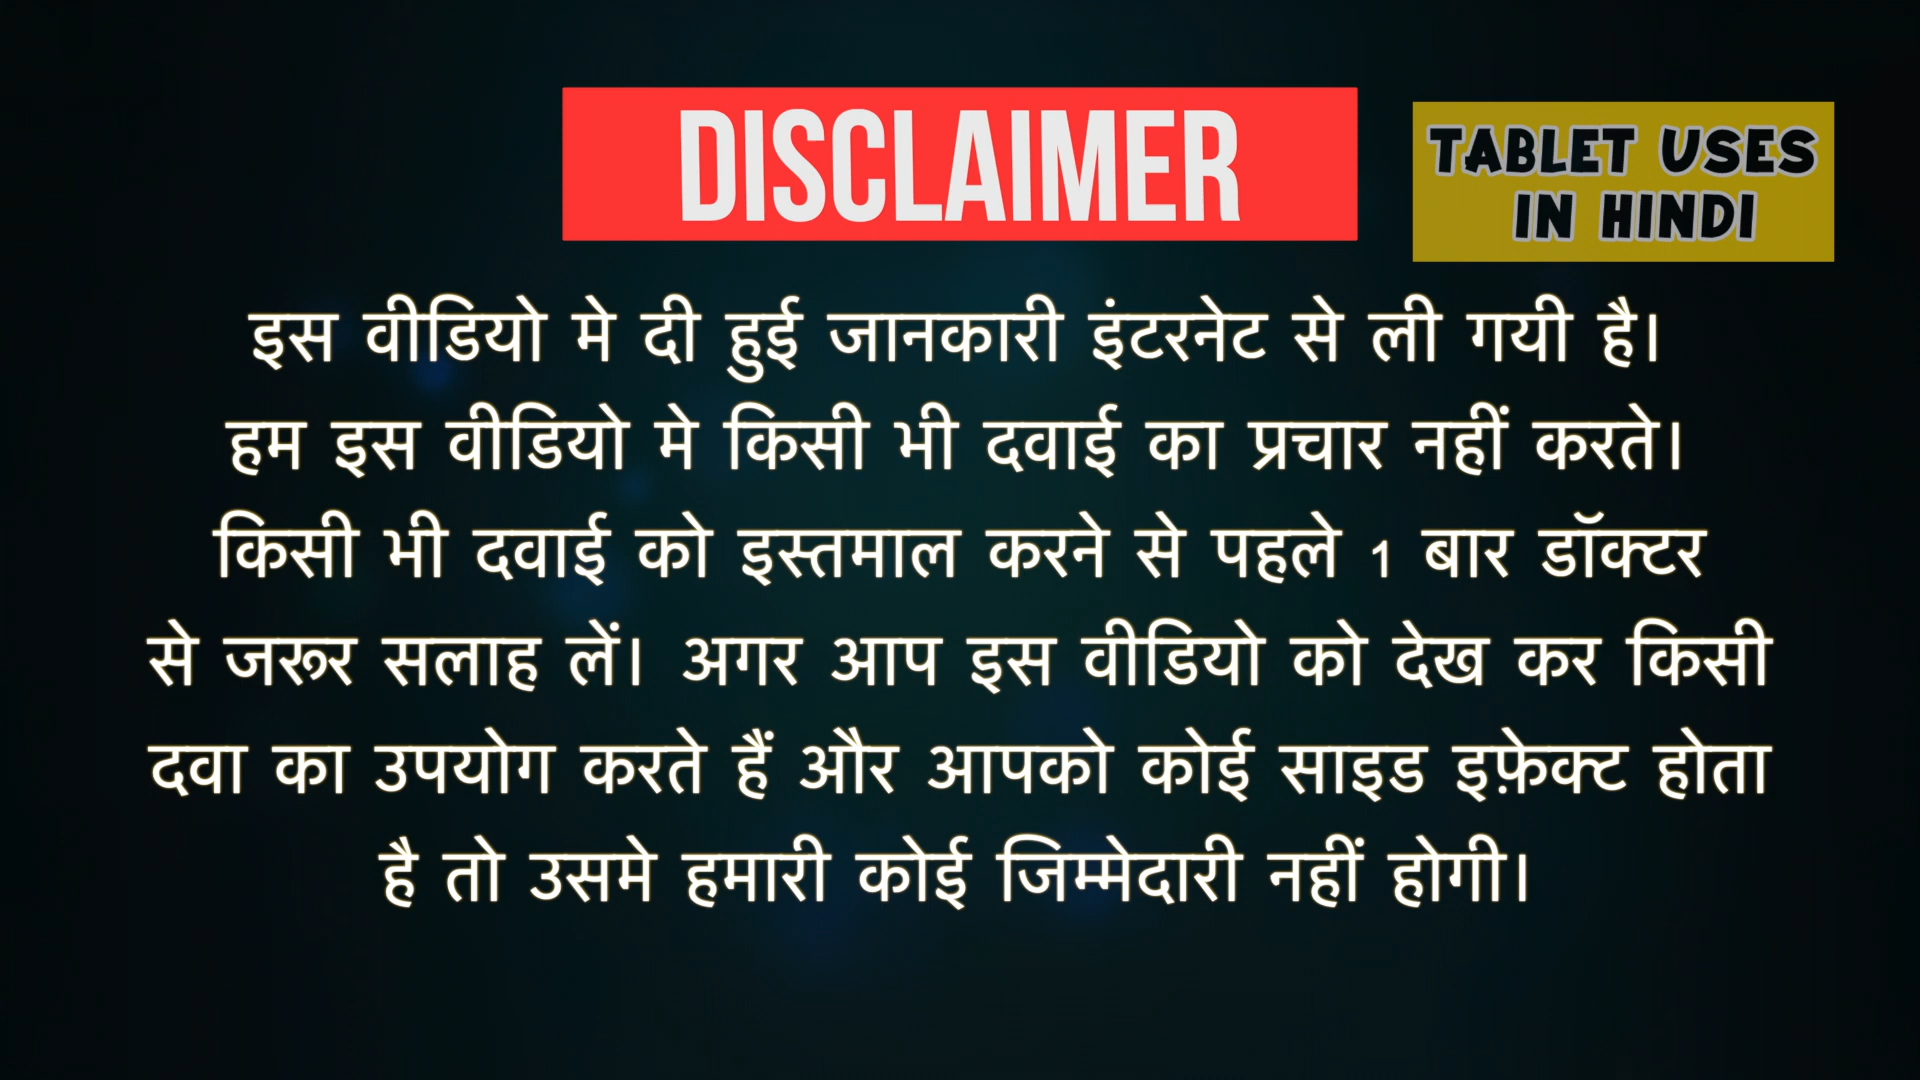 DISCLAIMER
TABLET USES
IN HINDI
इस वीडियो मे दी हुई जानकारी इंटरनेट से ली गयी है।
हम इस वीडियो मे किसी भी दवाई का प्रचार नहीं करते।
किसी भी दवाई को इस्तमाल करने से पहले 1 बार डॉक्टर
से जरूर सलाह लें। अगर आप इस वीडियो को देख कर किसी
दवा का उपयोग करते हैं और आपको कोई साइड इफ़ेक्ट होता
है तो उसमे हमारी कोई जिम्मेदारी नहीं होगी।